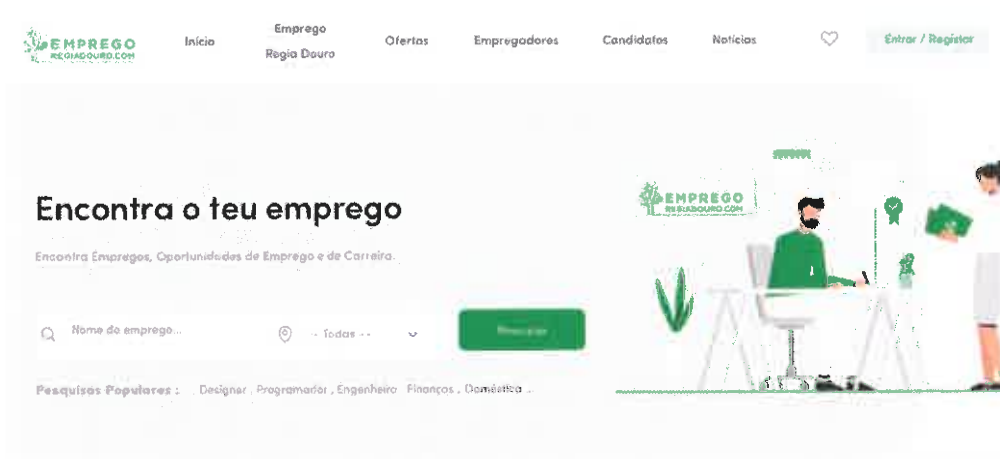 EMPREGO
REGIADOURO.COM
Início
Emprego
Regia Douro
Ofertas
Empregadores
Candidatos
Notícias
Entrar / Registar
Encontra o teu emprego
Encontra Empregos, Oportunidades de Emprego e de Carreira.
Nome do emprego...
-- Todas --
Pesquisar
Pesquisas Populares : Designer , Programador , Engenheiro Finanças , Doméstica ..
EMPREGO
REGIADOURO.COM